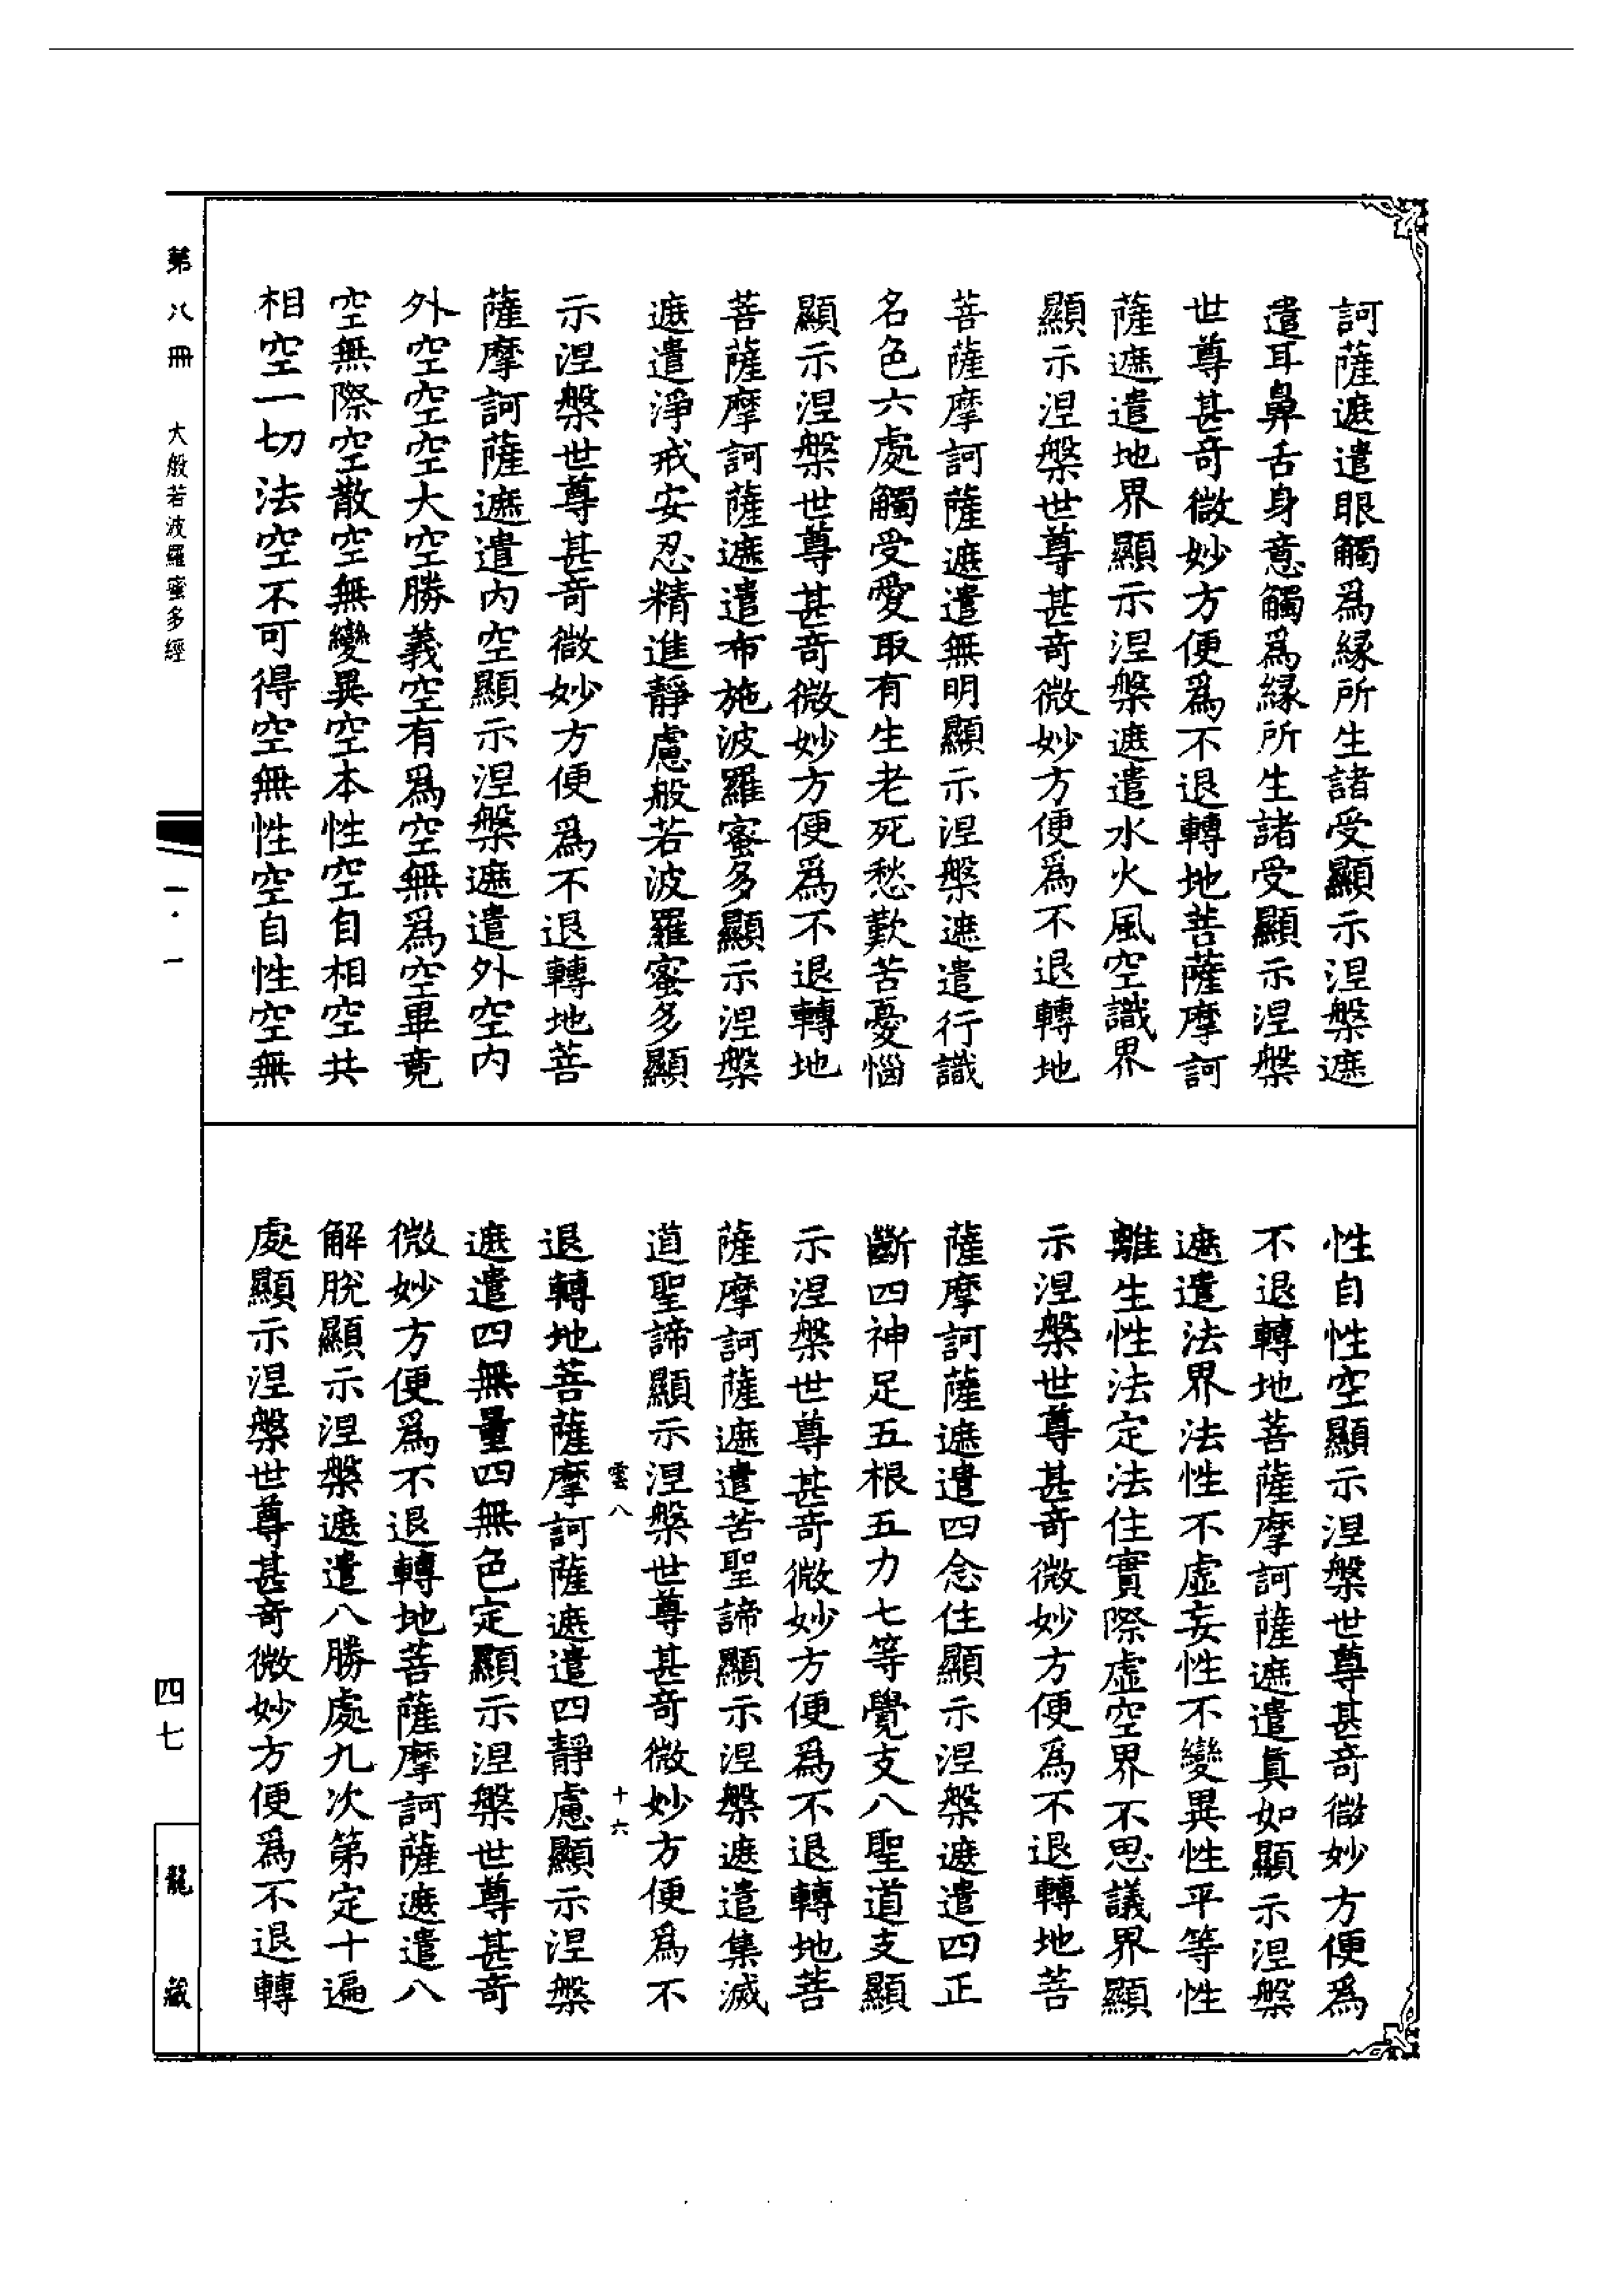 訶薩遮遣眼觸爲緣所生諸受顯示涅槃遮
遣耳鼻舌身意觸爲緣所生諸受顯示涅槃
世尊甚奇微妙方便爲不退轉地菩薩摩訶
薩遮遣地界顯示涅槃遮遣水火風空識界
顯示涅槃世尊甚奇微妙方便爲不退轉地
菩薩摩訶薩遮遣無明顯示涅槃遮遣行識
名色六處觸受愛取有生老死愁歎苦憂惱
顯示涅槃世尊甚奇微妙方便爲不退轉地
菩薩摩訶薩遮遣布施波羅蜜多顯示涅槃
遮遣淨戒安忍精進靜慮般若波羅蜜多顯
示涅槃世尊甚奇微妙方便爲不退轉地菩
薩摩訶薩遮遣內空顯示涅槃遮遣外空內
外空空空大空勝義空有爲空無爲空畢竟
空無際空散空無變異空本性空自相空共
相空一切法空不可得空無性空自性空無
性自性空顯示涅槃世尊甚奇微妙方便爲
不退轉地菩薩摩訶薩遮遣眞如顯示涅槃
遮遣法界法性不虛妄性不變異性平等性
離生性法定法住實際虛空界不思議界顯
示涅槃世尊甚奇微妙方便爲不退轉地菩
薩摩訶薩遮遣四念住顯示涅槃遮遣四正
斷四神足五根五力七等覺支八聖道支顯
示涅槃世尊甚奇微妙方便爲不退轉地菩
薩摩訶薩遮遣苦聖諦顯示涅槃遮遣集滅
道聖諦顯示涅槃世尊甚奇微妙方便爲不
雲八 十六
退轉地菩薩摩訶薩遮遣四靜慮顯示涅槃
遮遣四無量四無色定顯示涅槃世尊甚奇
微妙方便爲不退轉地菩薩摩訶薩遮遣八
解脫顯示涅槃遮遣八勝處九次第定十遍
處顯示涅槃世尊甚奇微妙方便爲不退轉
第八冊 大般若波羅蜜多經 一·一 四七 龍藏